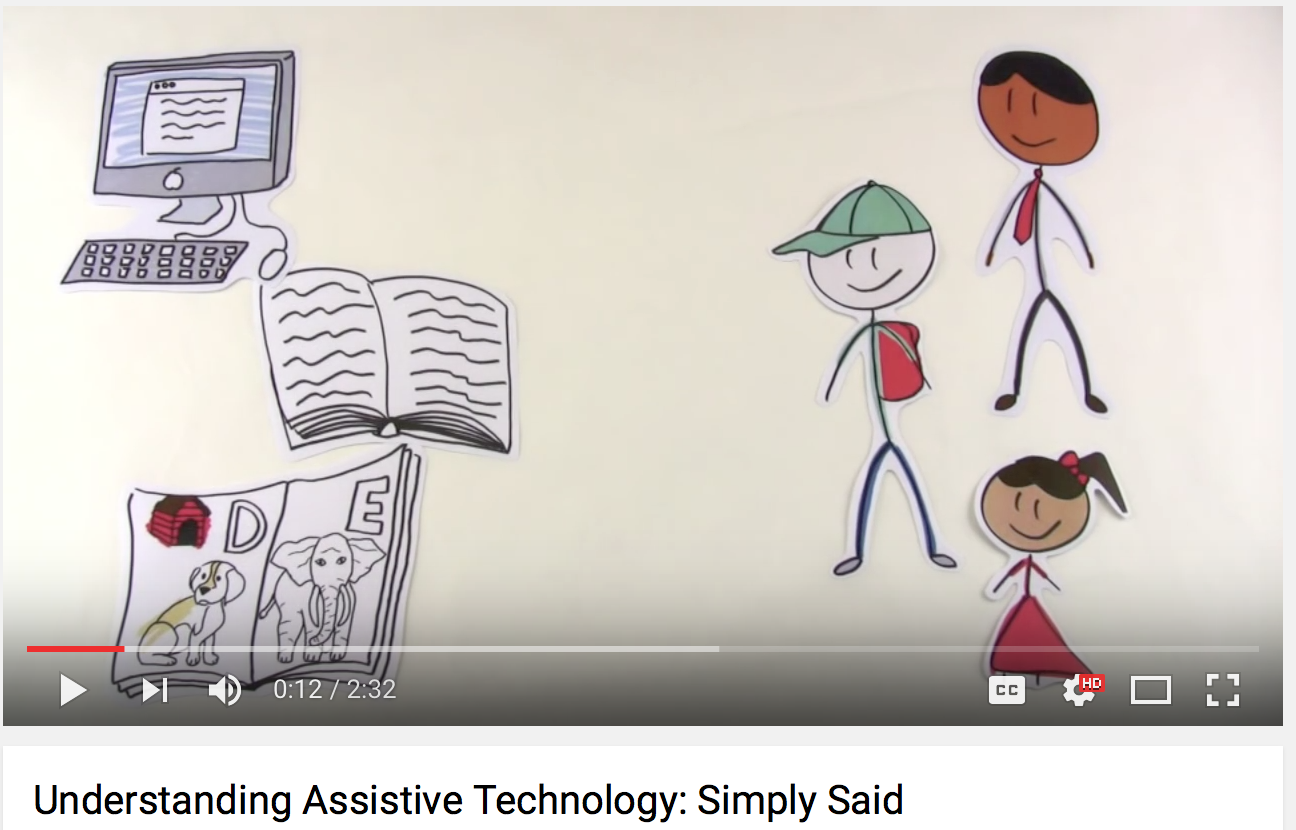 D
E
0:12 / 2:32
CC
HD
Understanding Assistive Technology: Simply Said